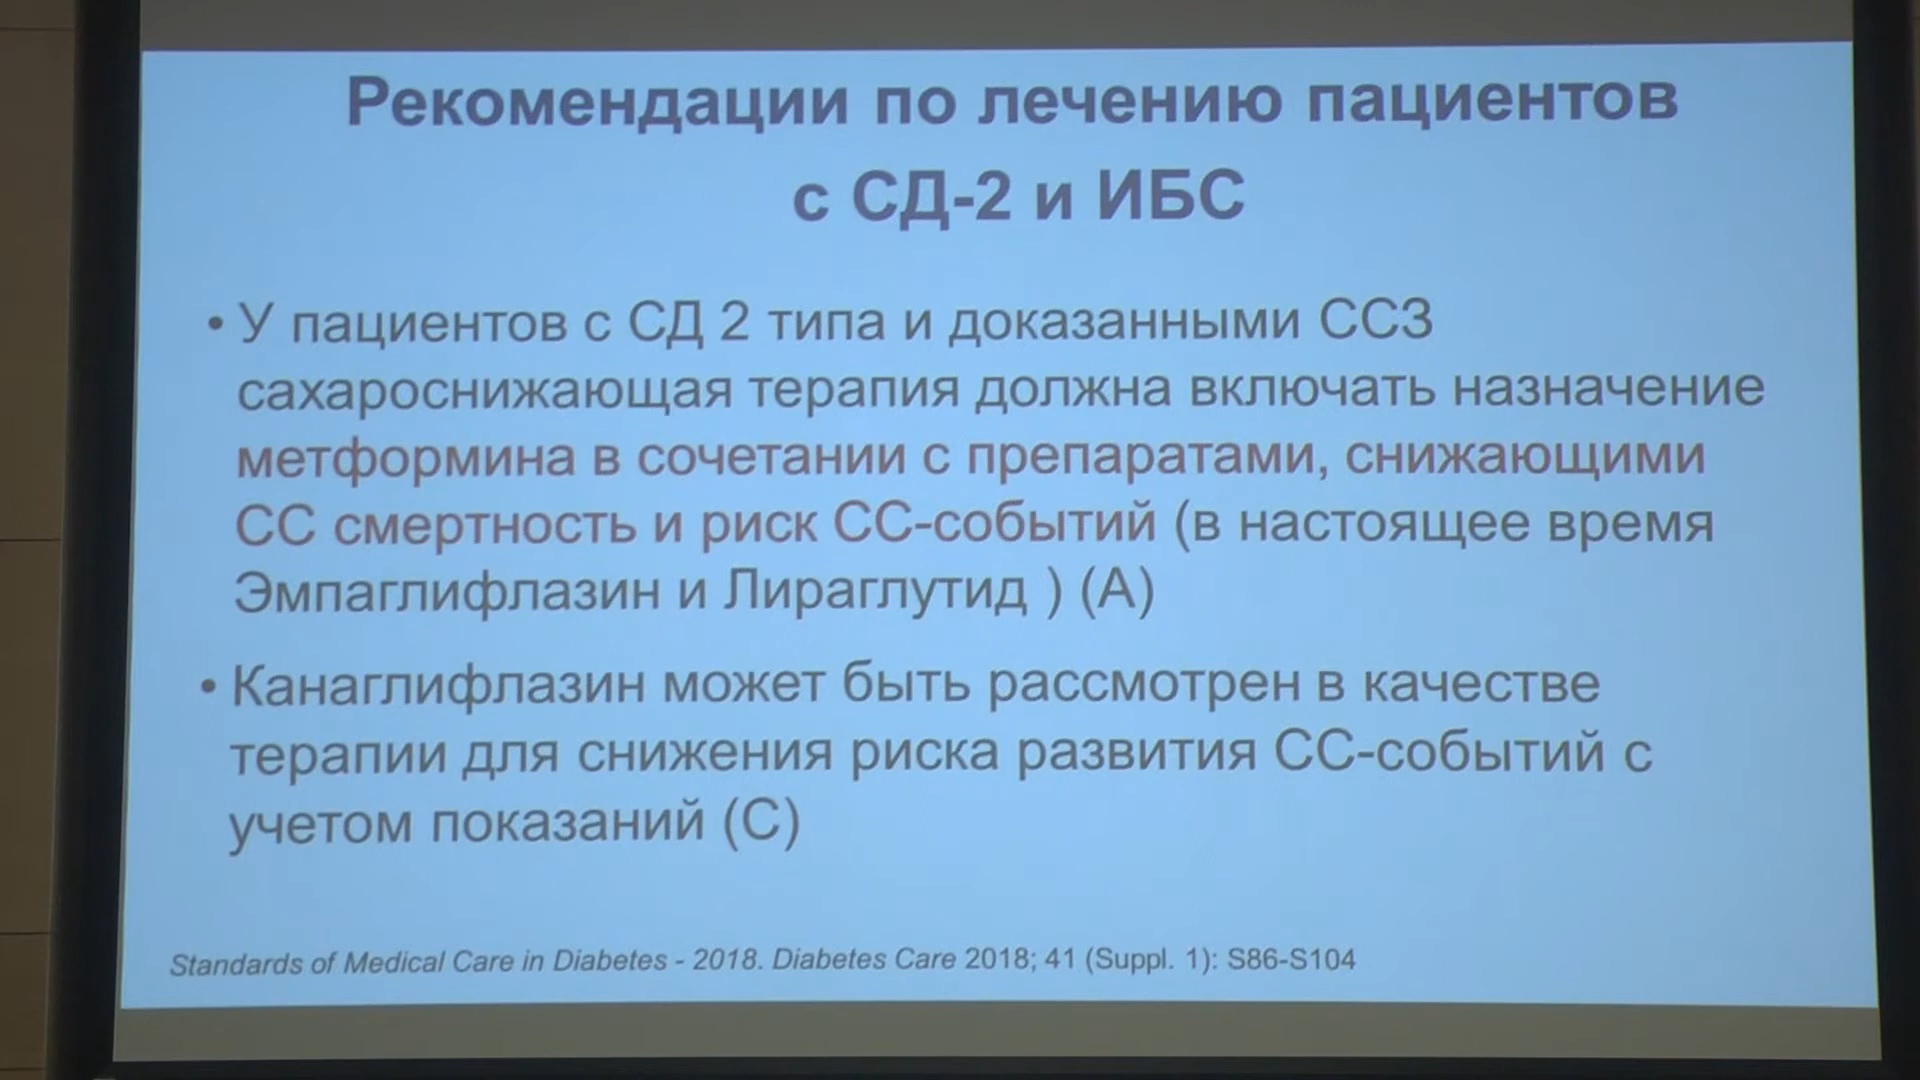 Рекомендации по лечению пациентов
с СД-2 и ИБС
• У пациентов с СД 2 типа и доказанными ССЗ
сахароснижающая терапия должна включать назначение
метформина в сочетании с препаратами, снижающими
СС смертность и риск СС-событий (в настоящее время
Эмпаглифлазин и Лираглутид ) (А)
• Канаглифлазин может быть рассмотрен в качестве
терапии для снижения риска развития СС-событий с
учетом показаний (С)
Standards of Medical Care in Diabetes - 2018. Diabetes Care 2018; 41 (Suppl. 1): S86-S104